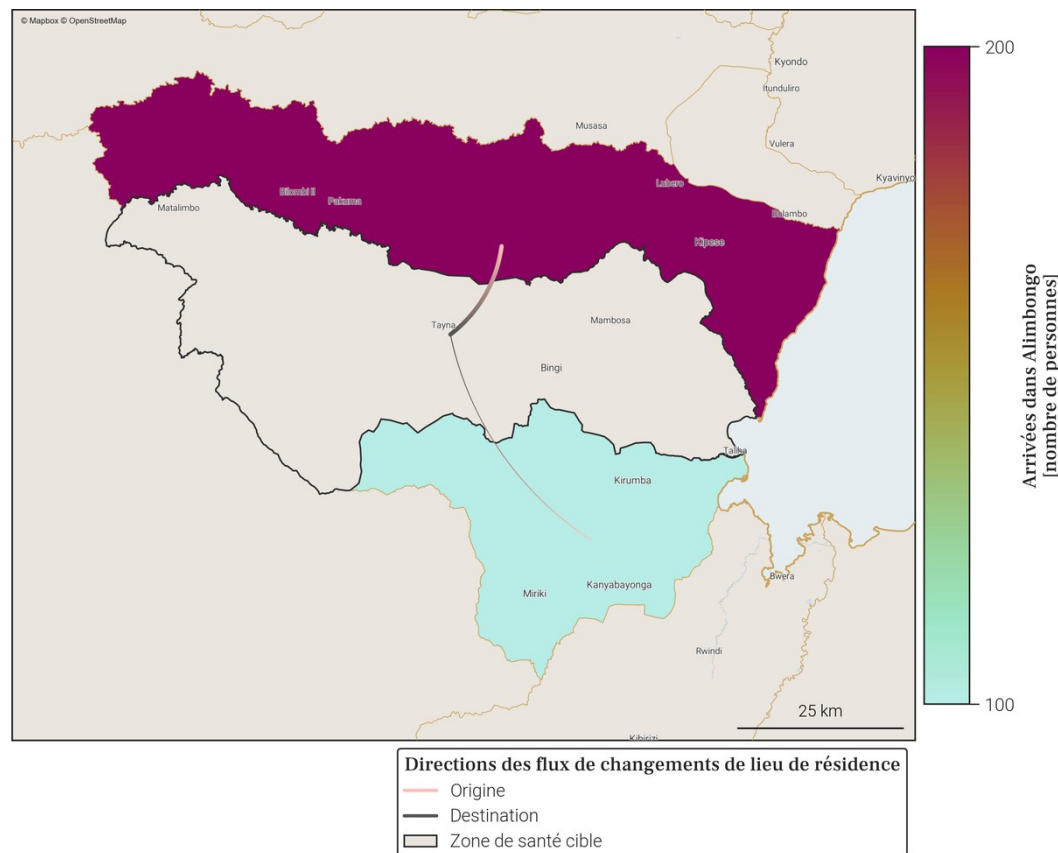 © Mapbox © OpenStreetMap
Kyondo
Itunduliro
Musasa
Vulera
Kyavinyo
Lubero
Bilombi II
Pakuma
Matalimbo
Bulambo
Kipese
Tayna
Mambosa
Bingi
Taliha
Kirumba
Bwera
Kanyabayonga
Miriki
Rwindi
25 km
Kibirizi
200
100
Arrivées dans Alimbongo
[nombre de personnes]
Directions des flux de changements de lieu de résidence
Origine
Destination
Zone de santé cible